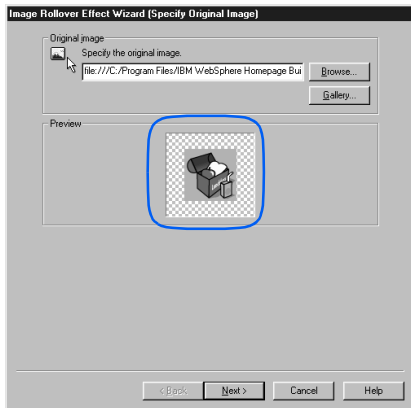 Image Rollover Effect Wizard (Specify Original Image)
Original image
Specify the original image.
file:///C:/Program Files/IBM WebSphere Homepage Bui
Browse...
Gallery...
Preview
< Back
Next >
Cancel
Help